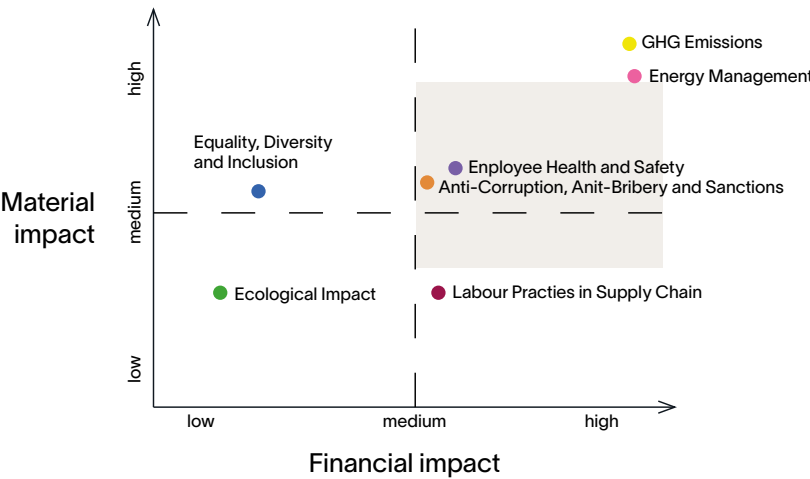 GHG Emissions
Energy Management
high
Equality, Diversity
and Inclusion
Enployee Health and Safety
Anti-Corruption, Anit-Bribery and Sanctions
Material
impact
medium
Ecological Impact
Labour Practies in Supply Chain
low
low
medium
high
Financial impact